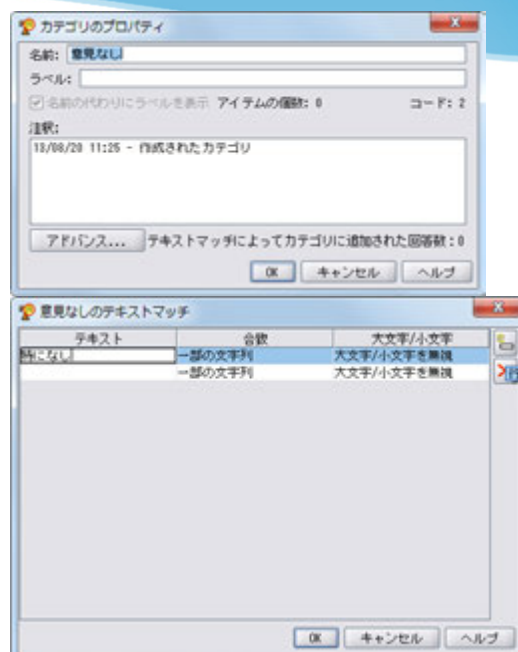 カテゴリのプロパティ
名前: 意見なし
ラベル:
名前の代わりにラベルを表示 アイテムの個数: 0 コード: 2
注釈:
13/08/20 11:25 - 作成されたカテゴリ
アドバンス... テキストマッチによってカテゴリに追加された回答数: 0
OK キャンセル ヘルプ
意見なしのテキストマッチ
テキスト 合致 大文字/小文字
特になし 一部の文字列 大文字/小文字を無視
一部の文字列 大文字/小文字を無視
OK キャンセル ヘルプ